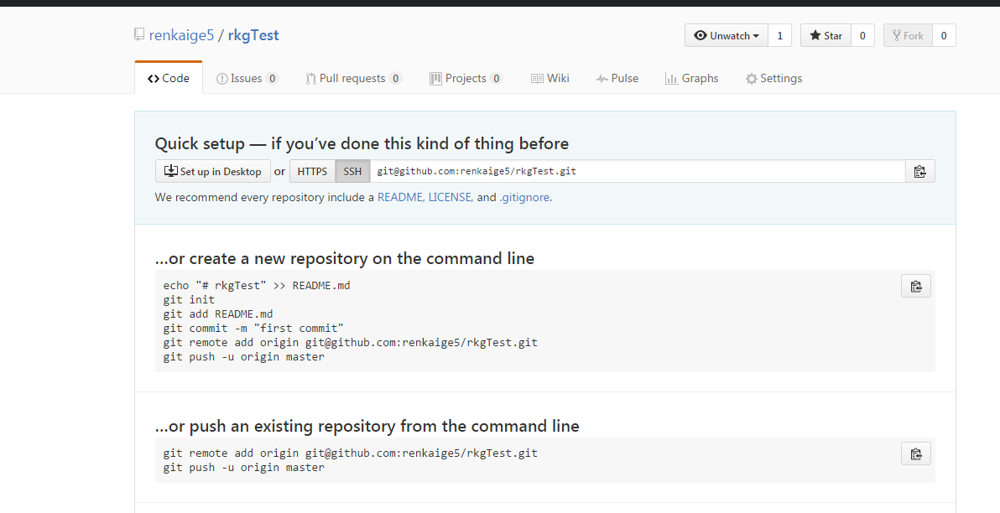 renkaige5 / rkgTest
Unwatch 1 Star 0 Fork 0
Code Issues 0 Pull requests 0 Projects 0 Wiki Pulse Graphs Settings
Quick setup — if you’ve done this kind of thing before
Set up in Desktop or HTTPS SSH git@github.com:renkaige5/rkgTest.git
We recommend every repository include a README, LICENSE, and .gitignore.
…or create a new repository on the command line
echo "# rkgTest" >> README.md
git init
git add README.md
git commit -m "first commit"
git remote add origin git@github.com:renkaige5/rkgTest.git
git push -u origin master
…or push an existing repository from the command line
git remote add origin git@github.com:renkaige5/rkgTest.git
git push -u origin master